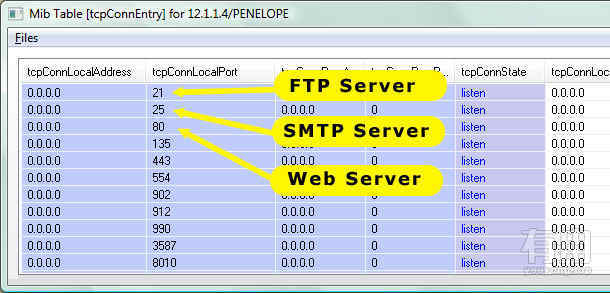 Mib Table [tcpConnEntry] for 12.1.1.4/PENELOPE
Files
tcpConnLocalAddress tcpConnLocalPort tcpConnState tcpConnLoc
0.0.0.0 21 FTP Server listen 0.0.0.0
0.0.0.0 25 0.0.0.0 0 listen 0.0.0.0
0.0.0.0 80 SMTP Server listen 0.0.0.0
0.0.0.0 135 0.0.0.0 0 listen 0.0.0.0
0.0.0.0 443 listen 0.0.0.0
0.0.0.0 554 Web Server listen 0.0.0.0
0.0.0.0 902 0.0.0.0 0 listen 0.0.0.0
0.0.0.0 912 0.0.0.0 0 listen 0.0.0.0
0.0.0.0 990 0.0.0.0 0 listen 0.0.0.0
0.0.0.0 3587 0.0.0.0 0 listen 0.0.0.0
0.0.0.0 8010 0.0.0.0 0 listen 0.0.0.0